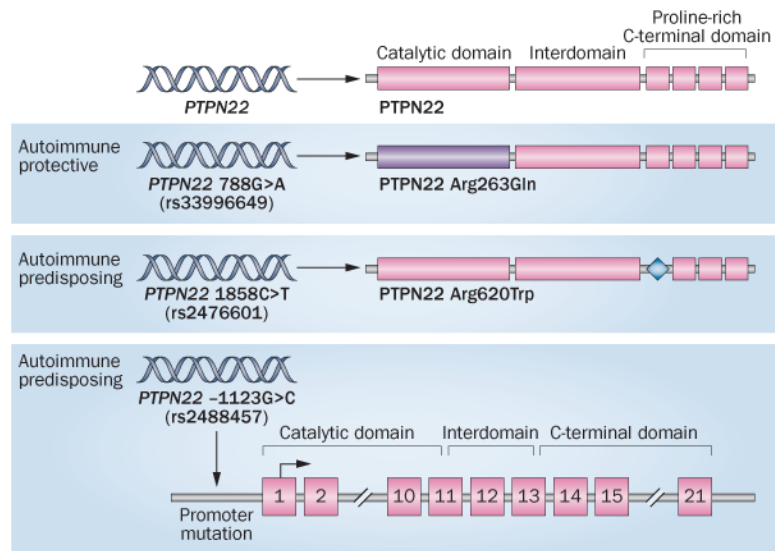 Proline-rich
C-terminal domain
Catalytic domain
Interdomain
PTPN22
PTPN22
Autoimmune
protective
PTPN22 788G>A
(rs33996649)
PTPN22 Arg263Gln
Autoimmune
predisposing
PTPN22 1858C>T
(rs2476601)
PTPN22 Arg620Trp
Autoimmune
predisposing
PTPN22 –1123G>C
(rs2488457)
Catalytic domain
Interdomain
C-terminal domain
1 2 10 11 12 13 14 15 21
Promoter
mutation